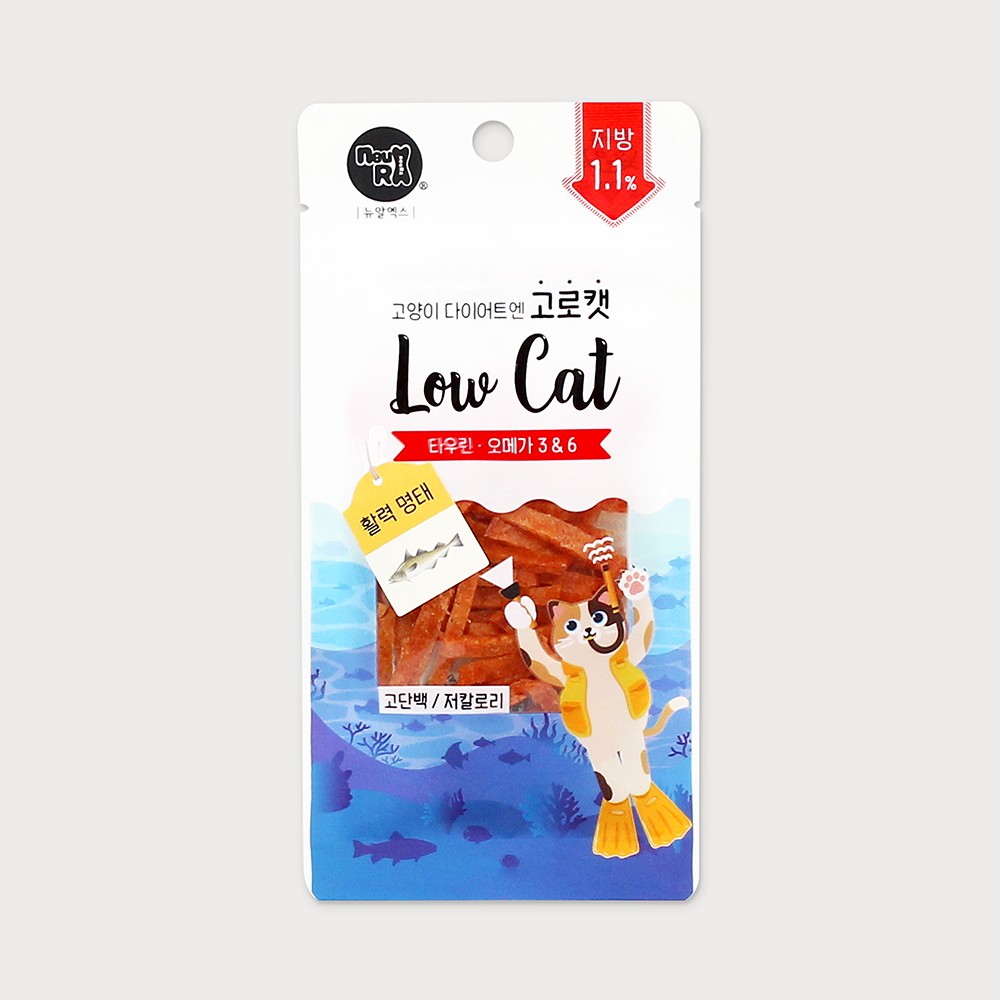 neu
RX
®
|뉴알엑스|
지방
1.1%
고양이 다이어트엔 고로캣
Low Cat
타우린 · 오메가 3 & 6
활력 명태
고단백 / 저칼로리